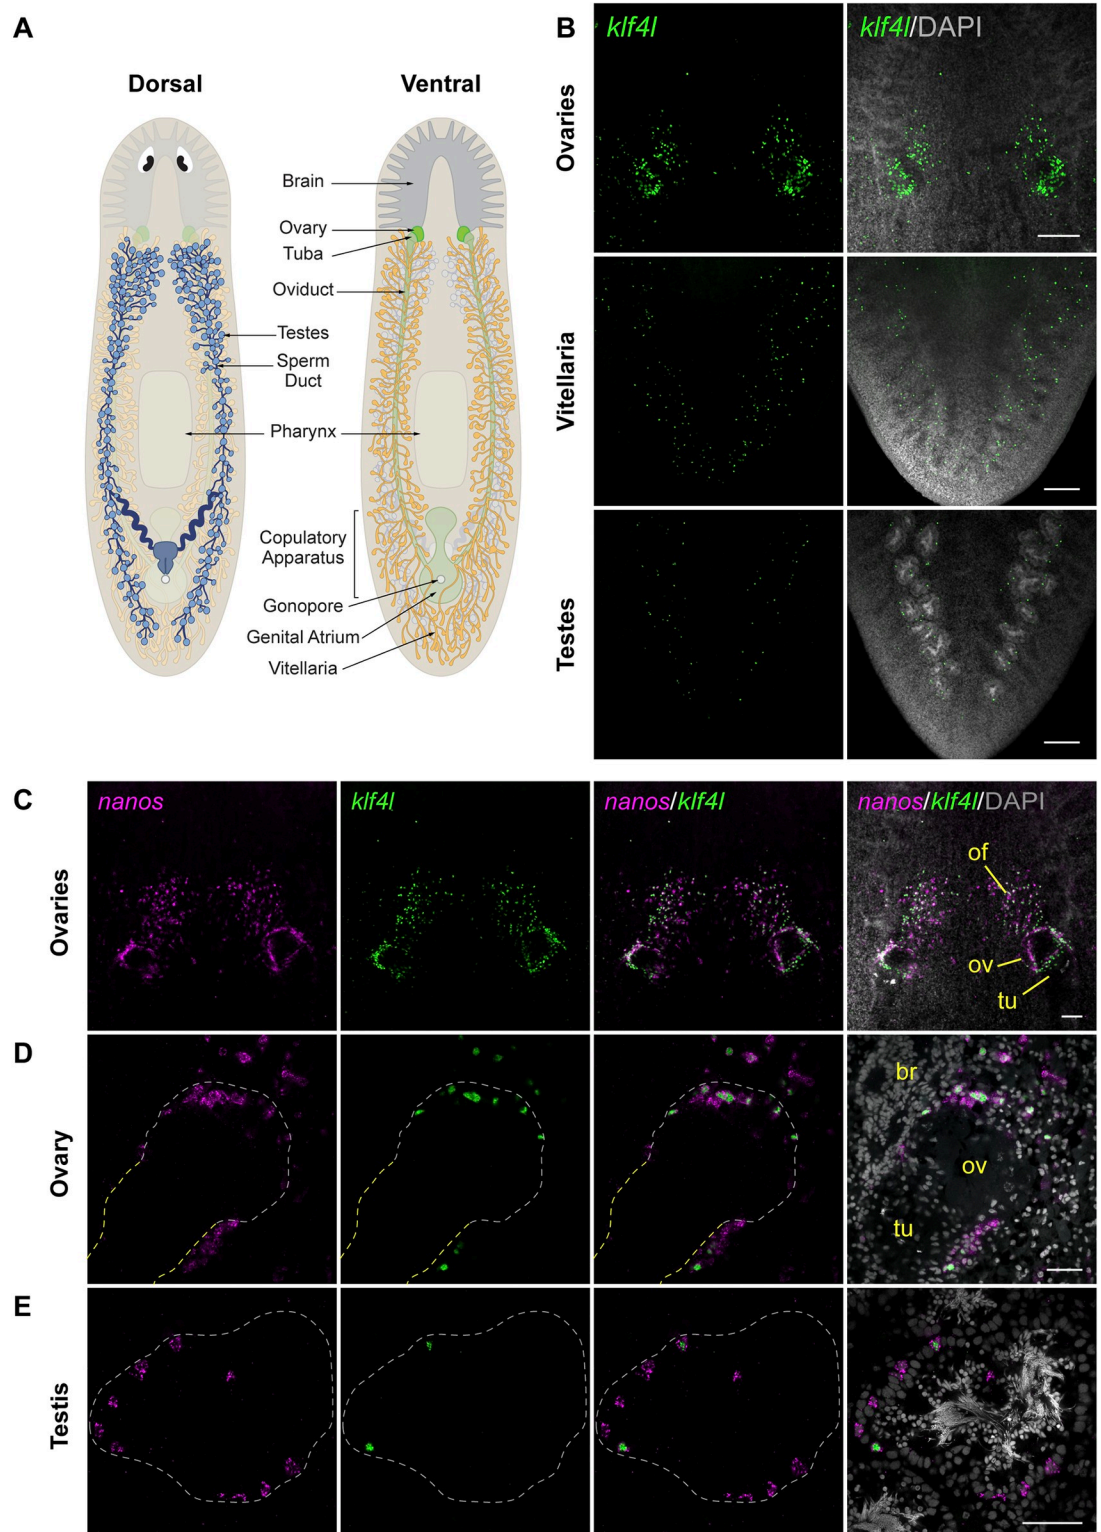 A
Dorsal
Ventral
Brain
Ovary
Tuba
Oviduct
Testes
Sperm
Duct
Pharynx
Copulatory
Apparatus
Gonopore
Genital Atrium
Vitellaria
B
klf4l
klf4l/DAPI
Ovaries
Vitellaria
Testes
C
nanos
klf4l
nanos/klf4l
nanos/klf4l/DAPI
Ovaries
of
ov
tu
D
Ovary
br
ov
tu
E
Testis